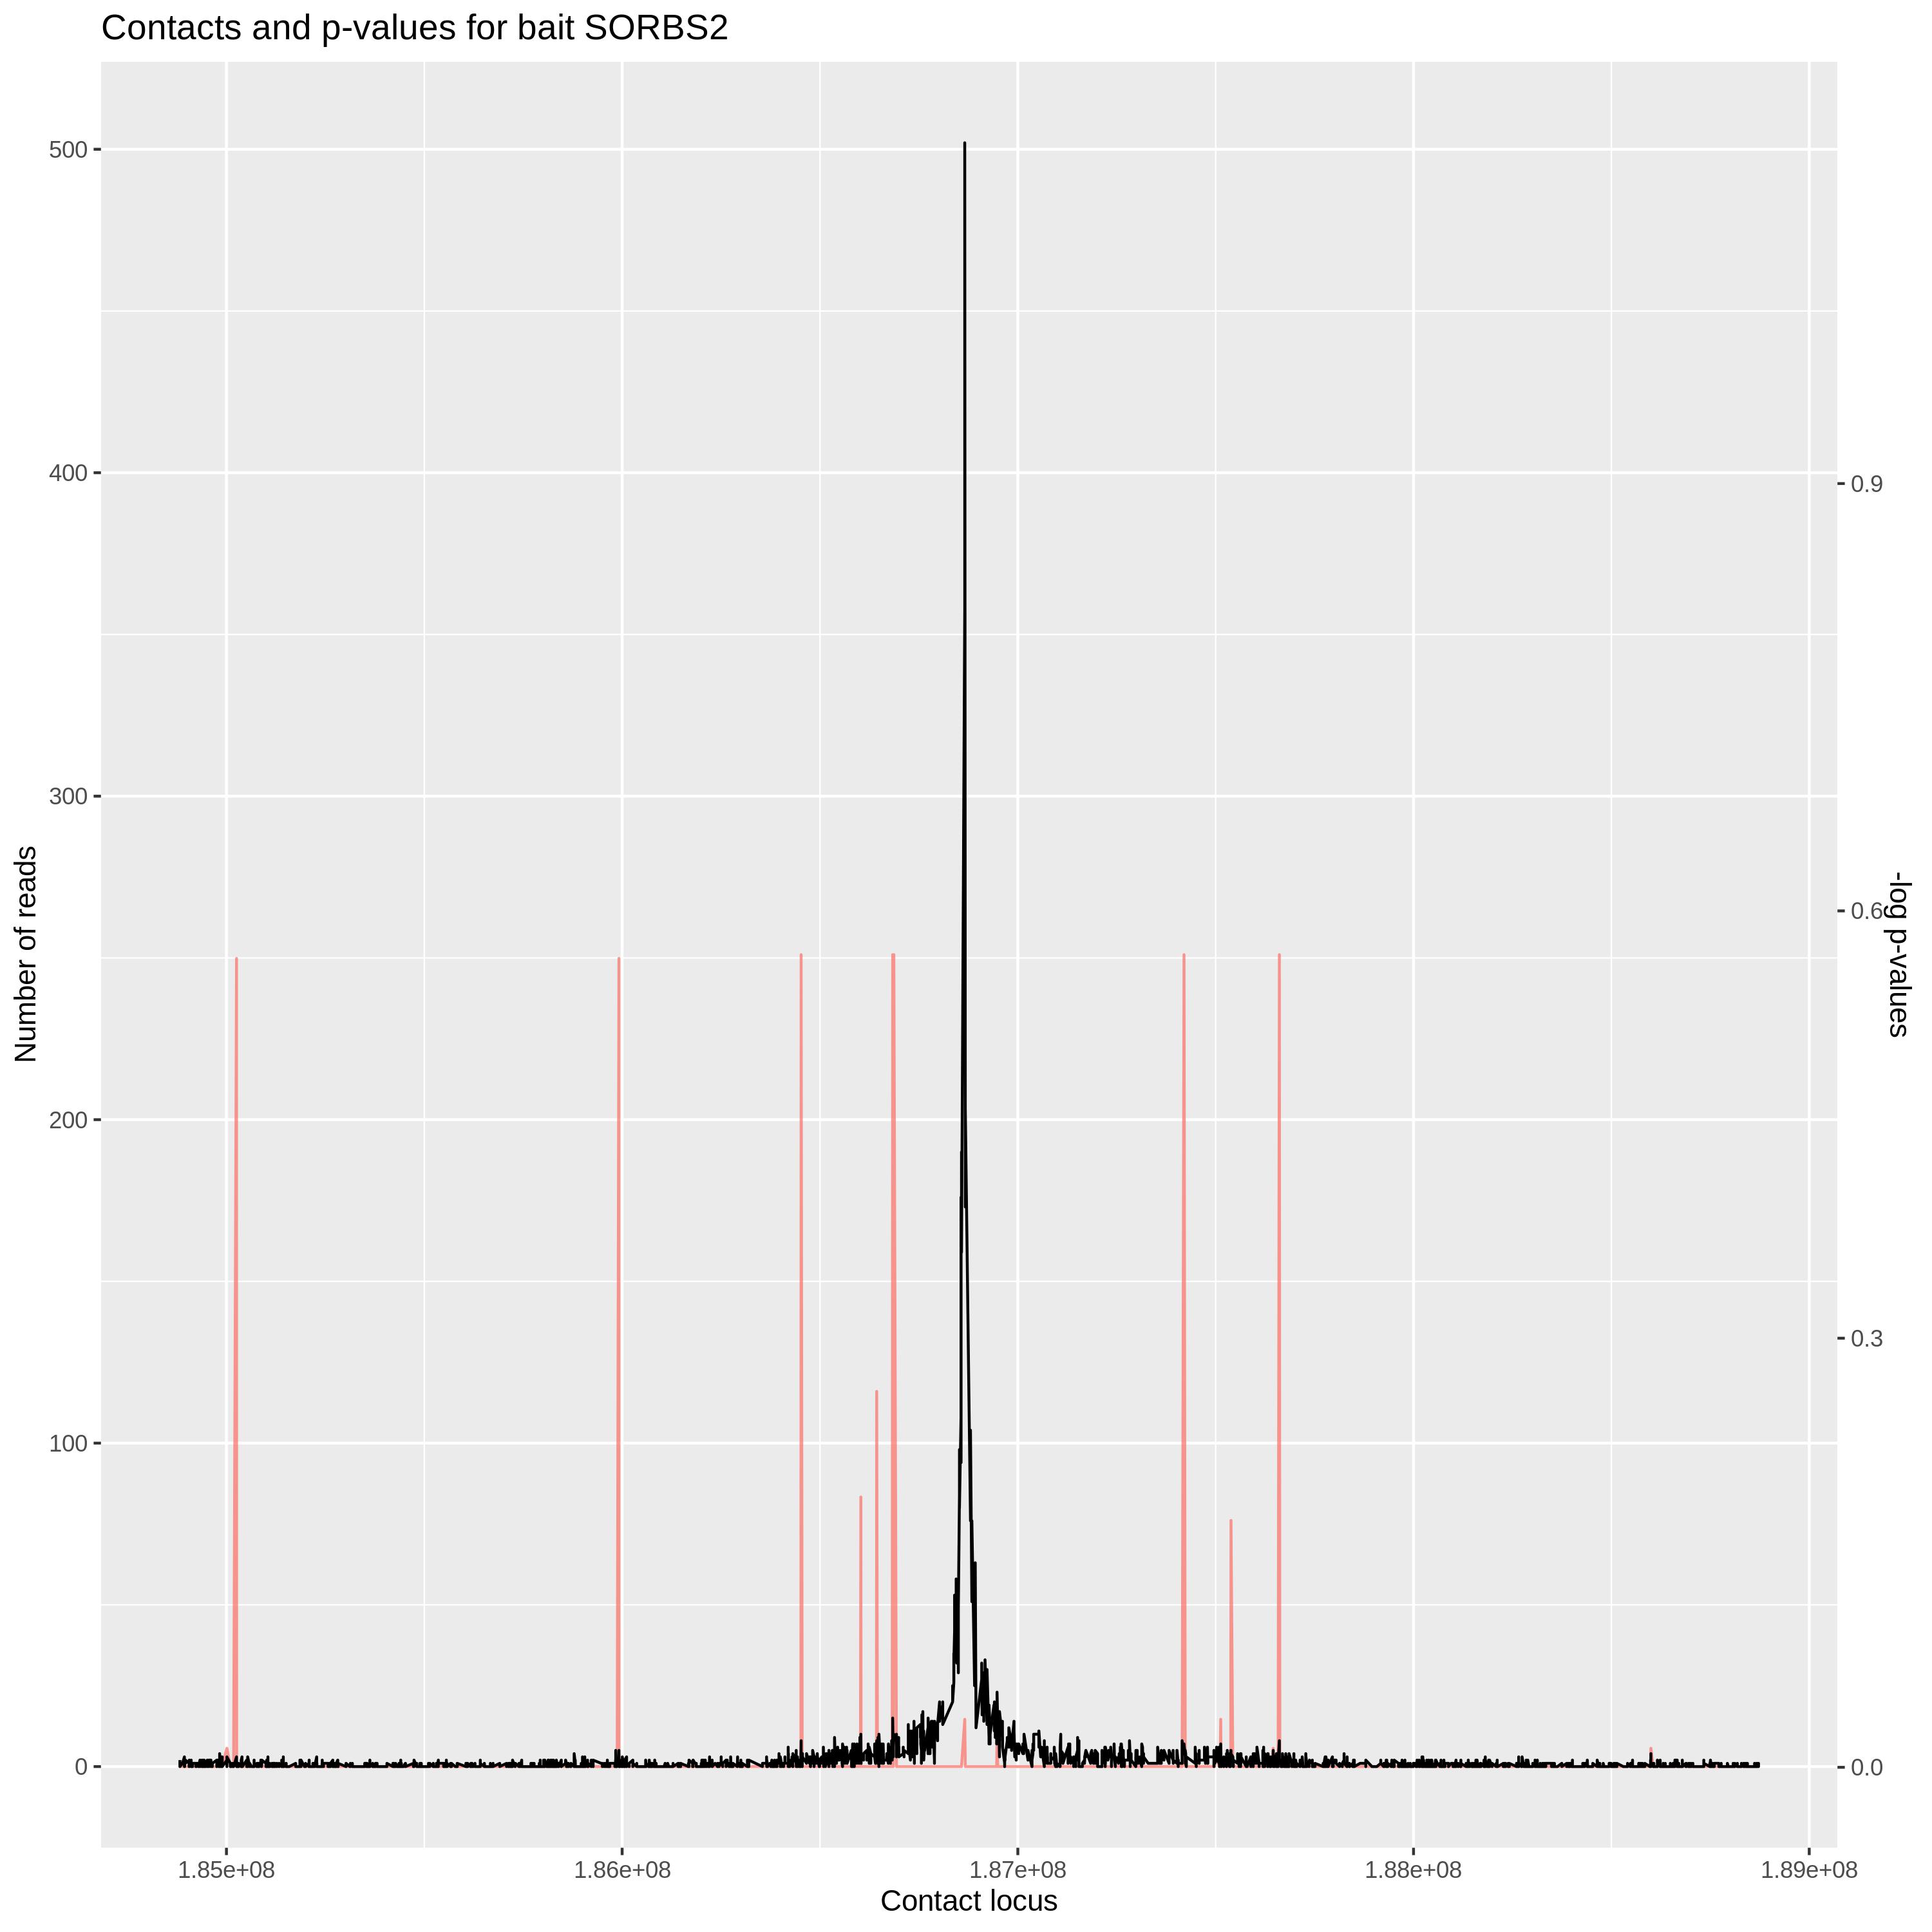 Contacts and p-values for bait SORBS2
500
400
300
200
100
0
Number of reads
0.9
0.6
0.3
0.0
-log p-values
1.85e+08
1.86e+08
1.87e+08
1.88e+08
1.89e+08
Contact locus